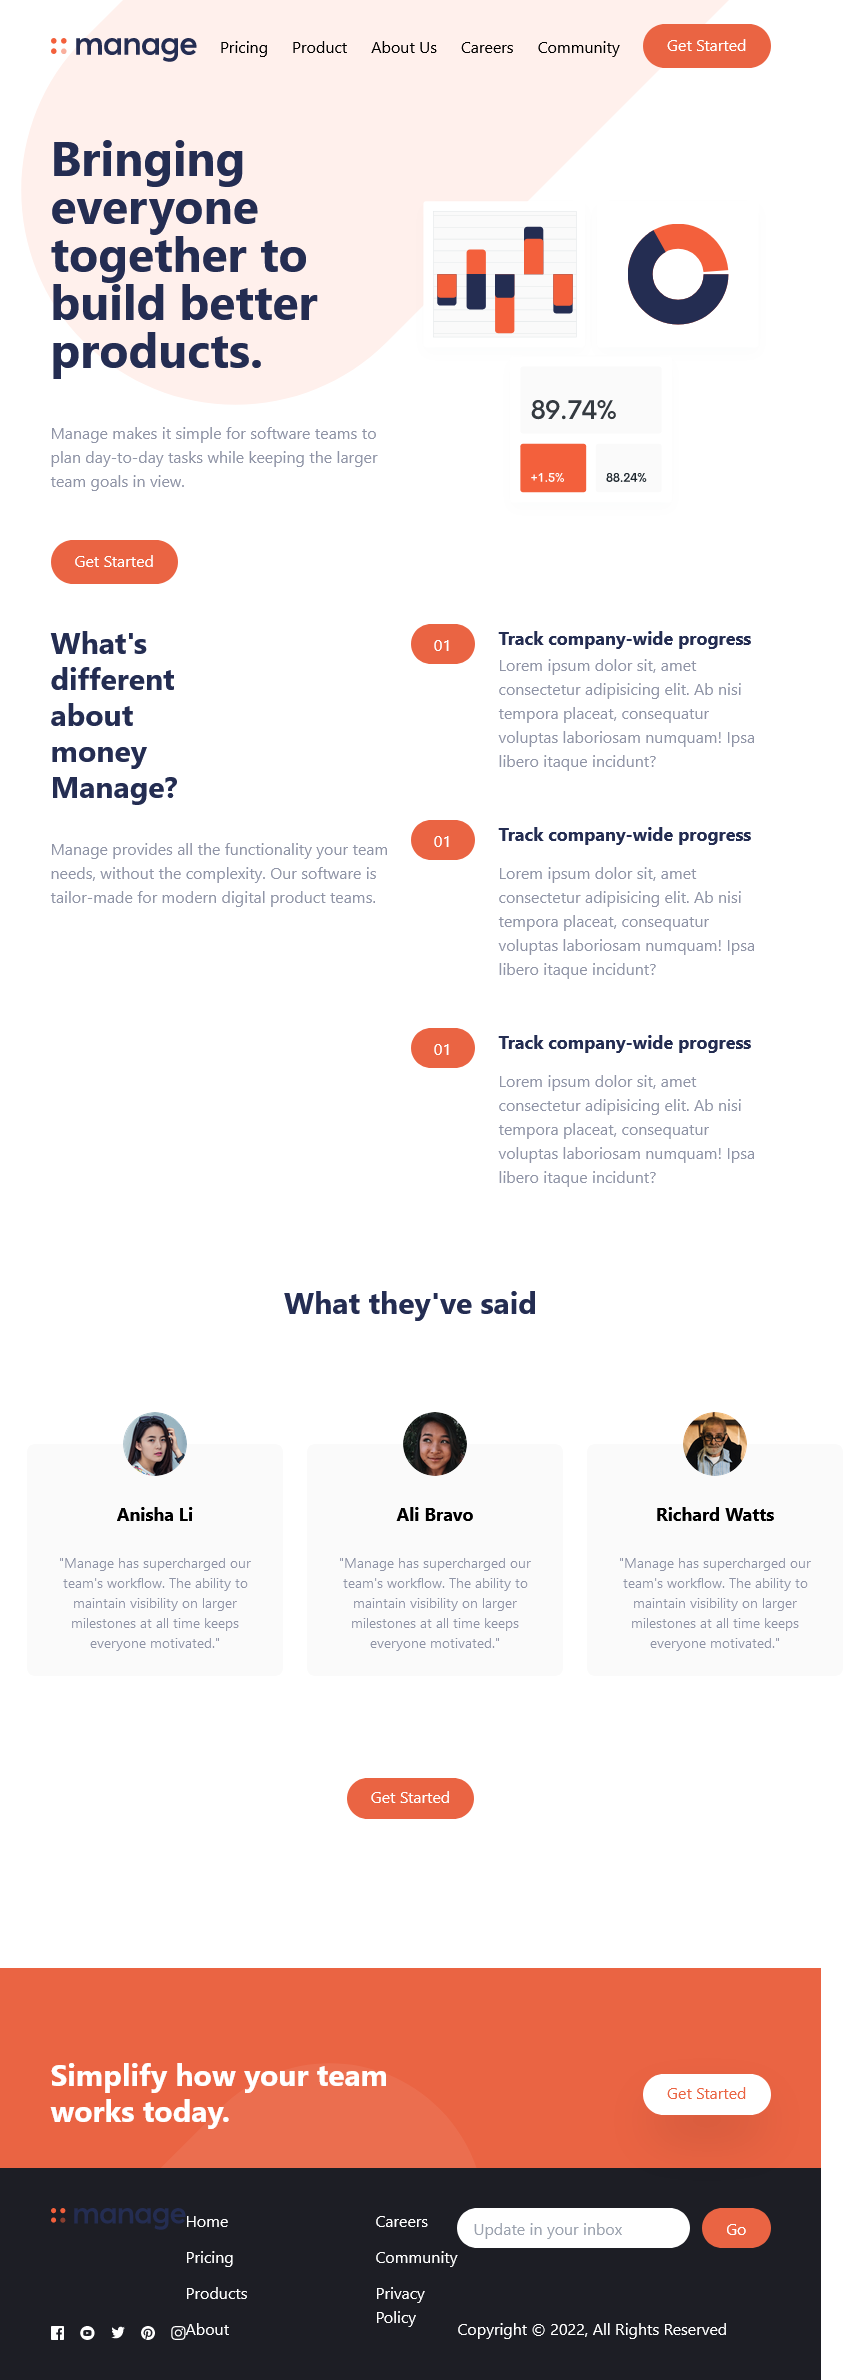 manage
Pricing
Product
About Us
Careers
Community
Get Started
Bringing
everyone
together to
build better
products.
Manage makes it simple for software teams to
plan day-to-day tasks while keeping the larger
team goals in view.
Get Started
89.74%
+1.5%
88.24%
What's
different
about
money
Manage?
Manage provides all the functionality your team
needs, without the complexity. Our software is
tailor-made for modern digital product teams.
01
Track company-wide progress
Lorem ipsum dolor sit, amet
consectetur adipisicing elit. Ab nisi
tempora placeat, consequatur
voluptas laboriosam numquam! Ipsa
libero itaque incidunt?
01
Track company-wide progress
Lorem ipsum dolor sit, amet
consectetur adipisicing elit. Ab nisi
tempora placeat, consequatur
voluptas laboriosam numquam! Ipsa
libero itaque incidunt?
01
Track company-wide progress
Lorem ipsum dolor sit, amet
consectetur adipisicing elit. Ab nisi
tempora placeat, consequatur
voluptas laboriosam numquam! Ipsa
libero itaque incidunt?
What they've said
Anisha Li
"Manage has supercharged our
team's workflow. The ability to
maintain visibility on larger
milestones at all time keeps
everyone motivated."
Ali Bravo
"Manage has supercharged our
team's workflow. The ability to
maintain visibility on larger
milestones at all time keeps
everyone motivated."
Richard Watts
"Manage has supercharged our
team's workflow. The ability to
maintain visibility on larger
milestones at all time keeps
everyone motivated."
Get Started
Simplify how your team
works today.
Get Started
manage
Home
Pricing
Products
About
Careers
Community
Privacy
Policy
Update in your inbox
Go
Copyright © 2022, All Rights Reserved